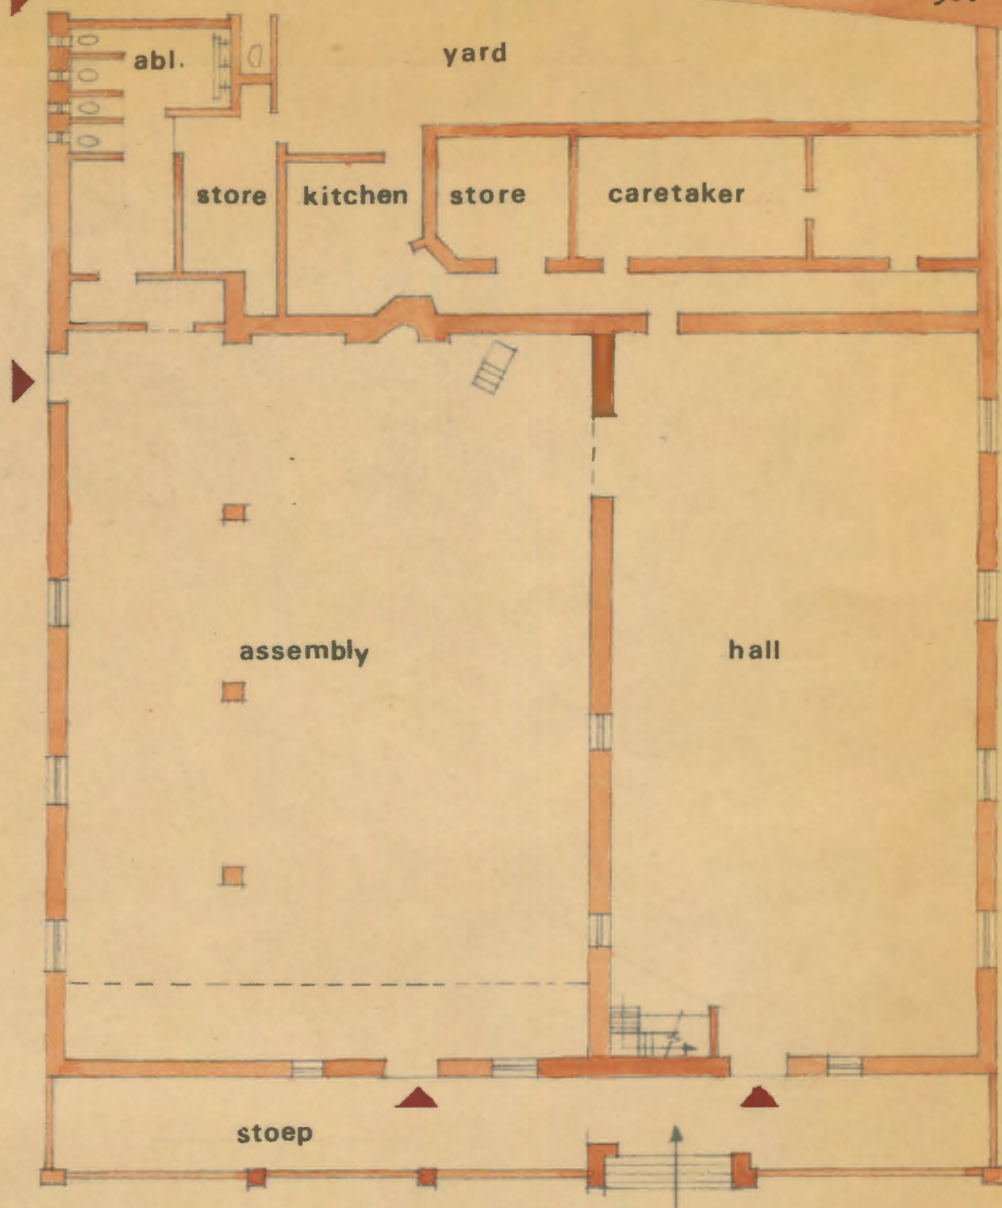 abl.
yard
store
kitchen
store
caretaker
assembly
hall
stoep